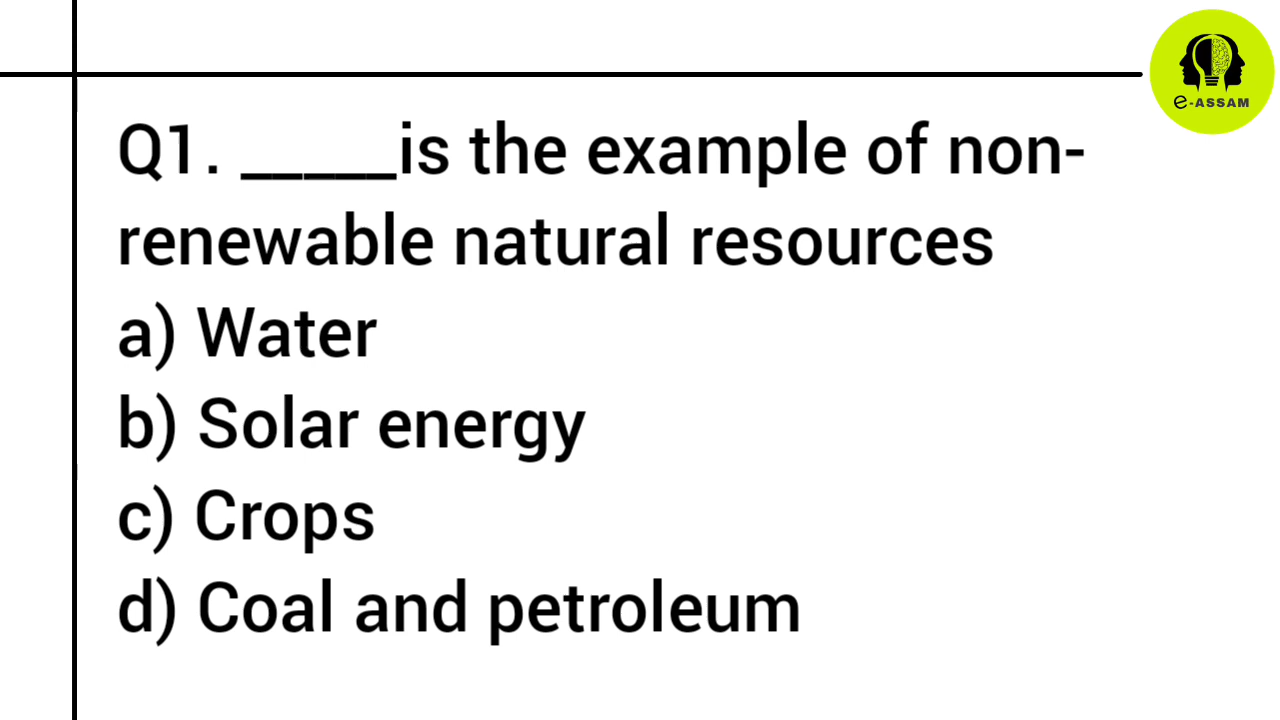 e-ASSAM
Q1. _____is the example of non-
renewable natural resources
a) Water
b) Solar energy
c) Crops
d) Coal and petroleum